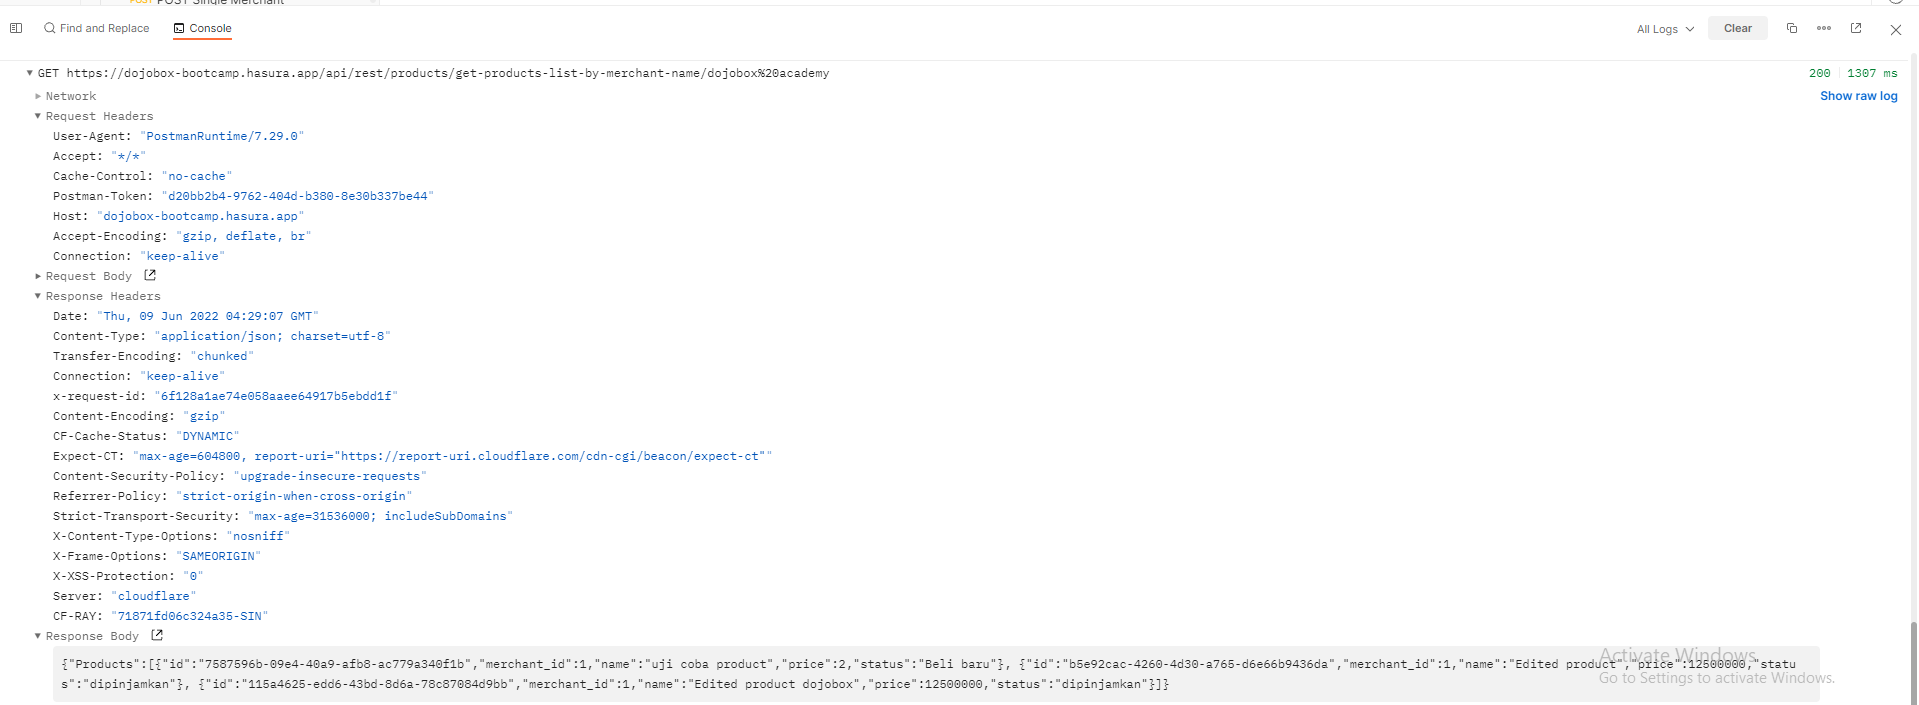 POST Single Merchant
Find and Replace Console All Logs Clear
GET https://dojobox-bootcamp.hasura.app/api/rest/products/get-products-list-by-merchant-name/dojobox%20academy 200 1307 ms
Network Show raw log
Request Headers
User-Agent: "PostmanRuntime/7.29.0"
Accept: "*/*"
Cache-Control: "no-cache"
Postman-Token: "d20bb2b4-9762-404d-b380-8e30b337be44"
Host: "dojobox-bootcamp.hasura.app"
Accept-Encoding: "gzip, deflate, br"
Connection: "keep-alive"
Request Body
Response Headers
Date: "Thu, 09 Jun 2022 04:29:07 GMT"
Content-Type: "application/json; charset=utf-8"
Transfer-Encoding: "chunked"
Connection: "keep-alive"
x-request-id: "6f128a1ae74e058aaee64917b5ebdd1f"
Content-Encoding: "gzip"
CF-Cache-Status: "DYNAMIC"
Expect-CT: "max-age=604800, report-uri="https://report-uri.cloudflare.com/cdn-cgi/beacon/expect-ct""
Content-Security-Policy: "upgrade-insecure-requests"
Referrer-Policy: "strict-origin-when-cross-origin"
Strict-Transport-Security: "max-age=31536000; includeSubDomains"
X-Content-Type-Options: "nosniff"
X-Frame-Options: "SAMEORIGIN"
X-XSS-Protection: "0"
Server: "cloudflare"
CF-RAY: "71871fd06c324a35-SIN"
Response Body
{"Products":[{"id":"7587596b-09e4-40a9-afb8-ac779a340f1b","merchant_id":1,"name":"uji coba product","price":2,"status":"Beli baru"}, {"id":"b5e92cac-4260-4d30-a765-d6e66b9436da","merchant_id":1,"name":"Edited product","price":12500000,"statu
s":"dipinjamkan"}, {"id":"115a4625-edd6-43bd-8d6a-78c87084d9bb","merchant_id":1,"name":"Edited product dojobox","price":12500000,"status":"dipinjamkan"}]}
Activate Windows
Go to Settings to activate Windows.